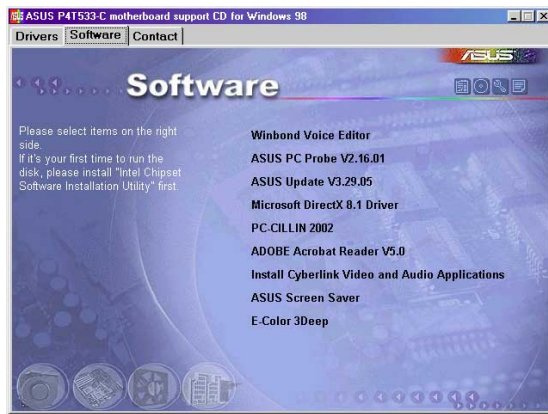 ASUS P4T533-C motherboard support CD for Windows 98
Drivers Software Contact
ASUS
Software
Please select items on the right
side.
If it's your first time to run the
disk, please install "Intel Chipset
Software Installation Utility" first.
Winbond Voice Editor
ASUS PC Probe V2.16.01
ASUS Update V3.29.05
Microsoft DirectX 8.1 Driver
PC-CILLIN 2002
ADOBE Acrobat Reader V5.0
Install Cyberlink Video and Audio Applications
ASUS Screen Saver
E-Color 3Deep